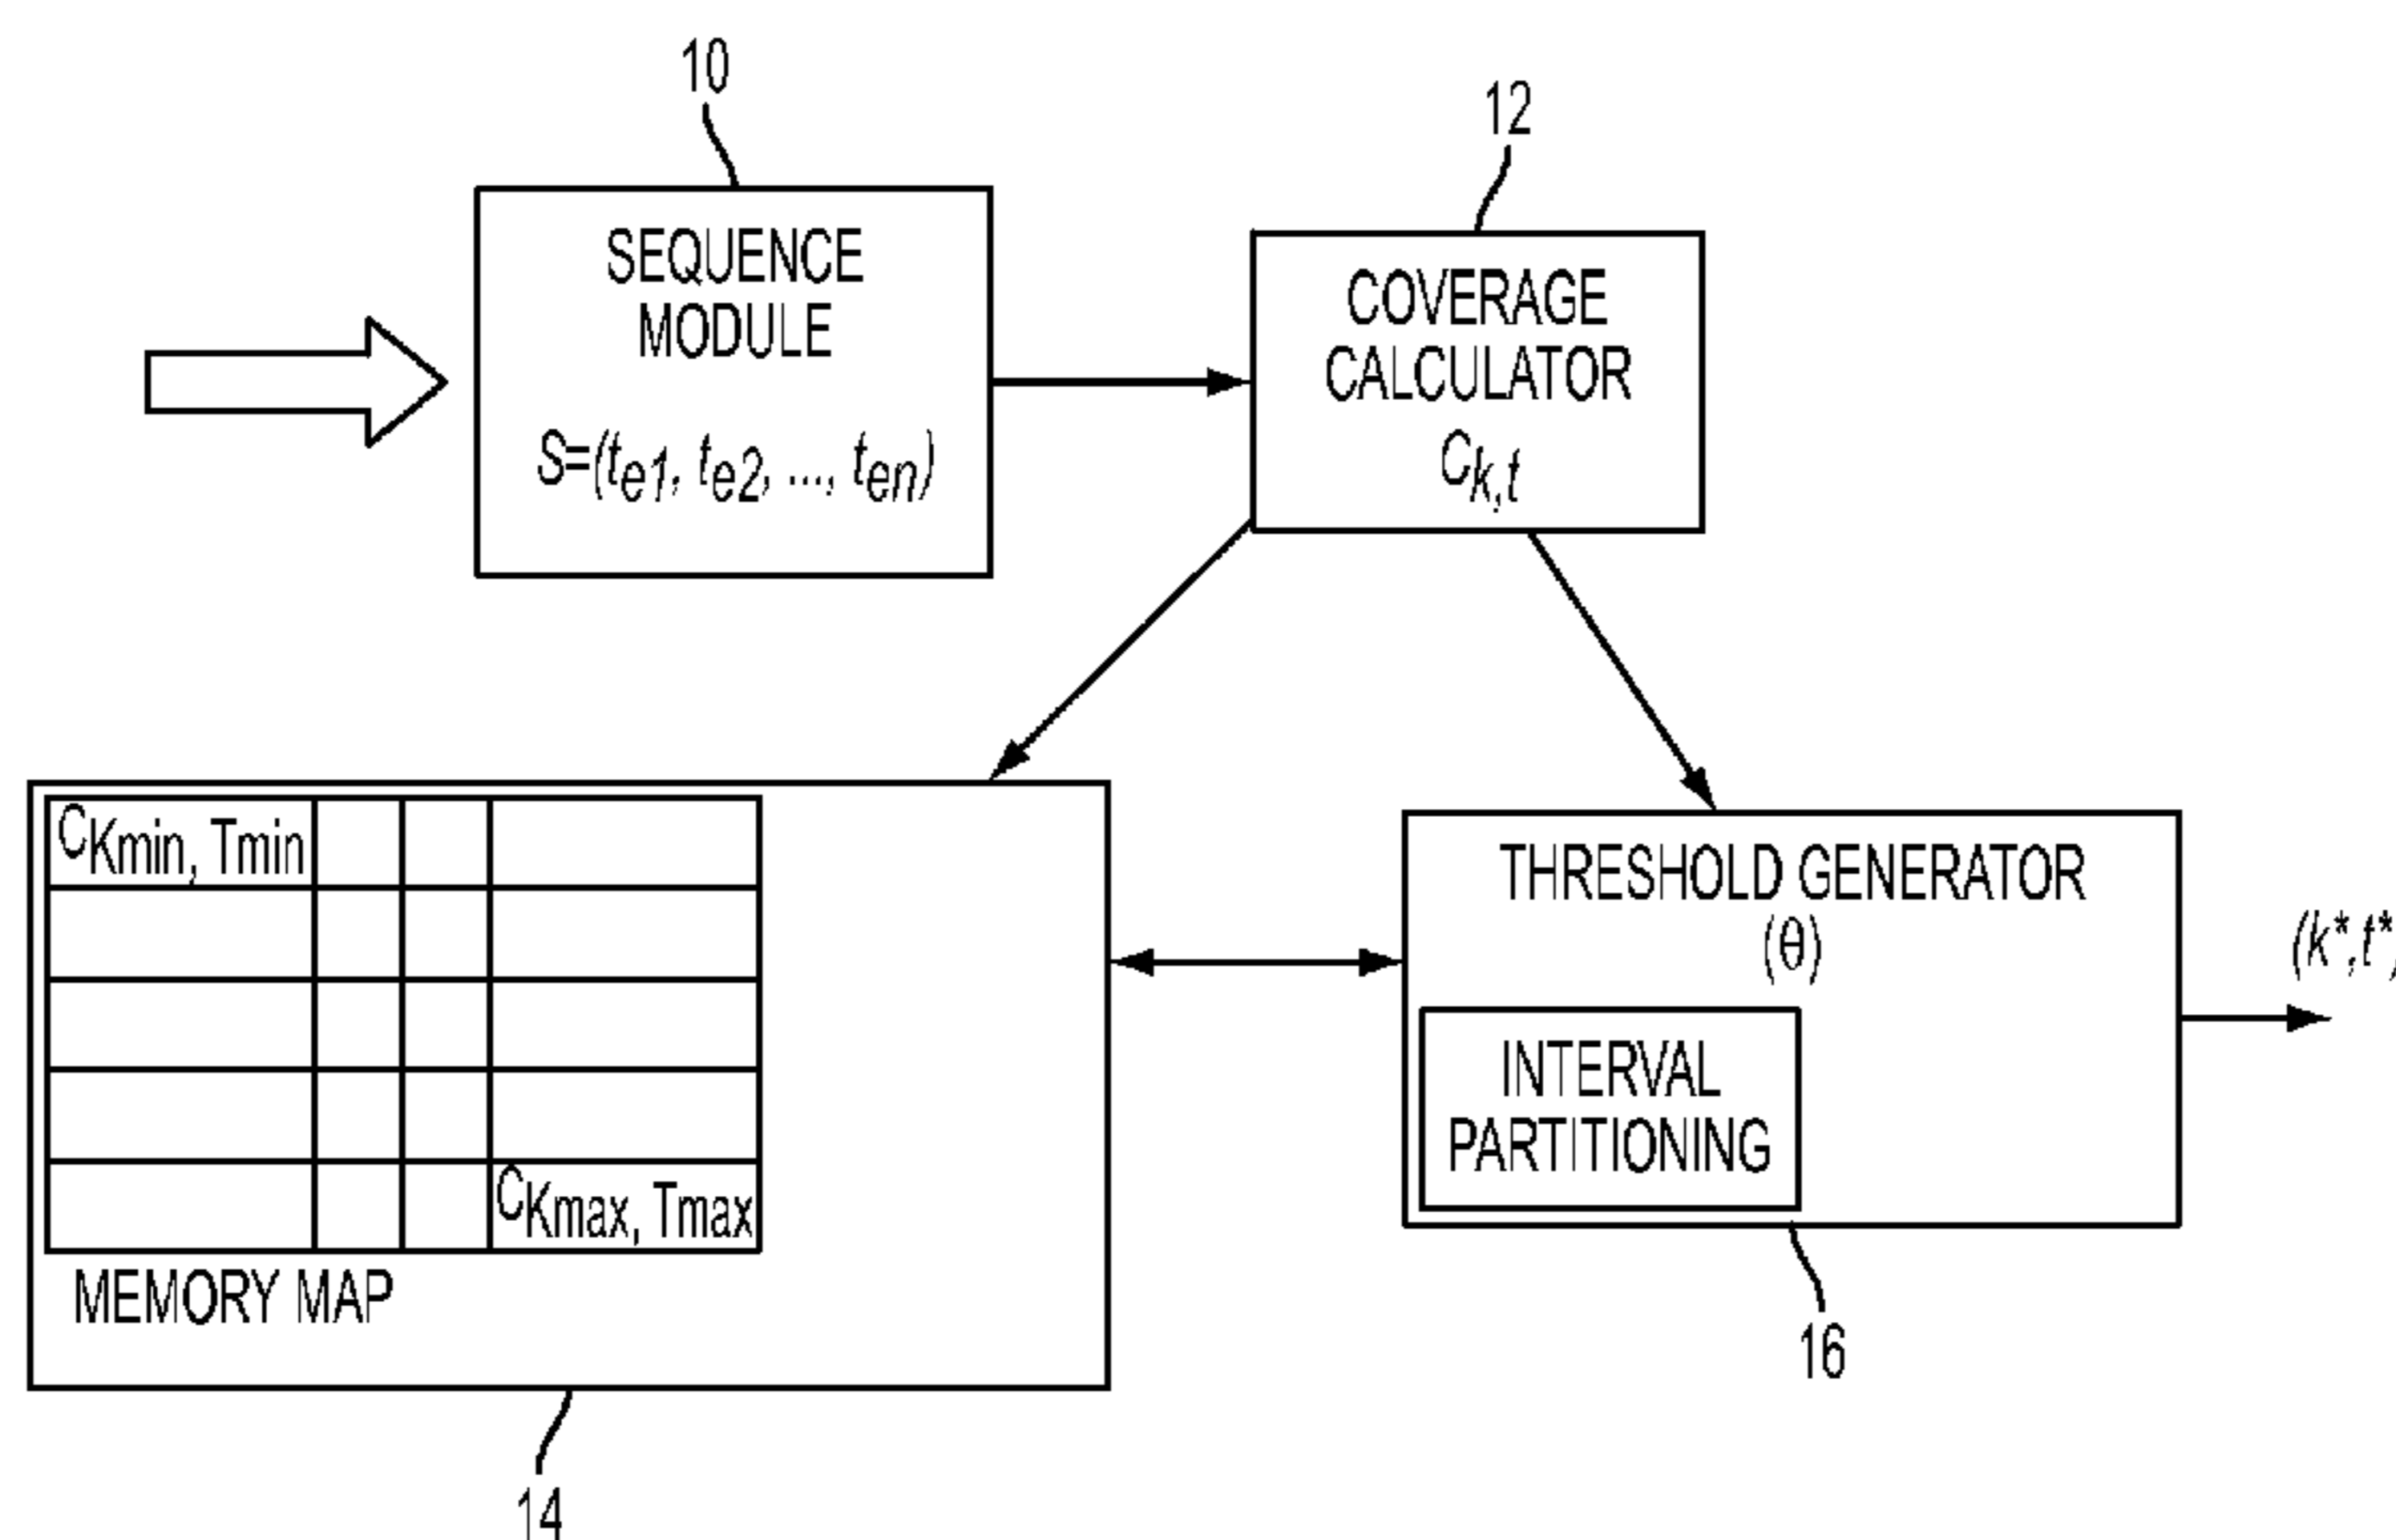 10
12
SEQUENCE
MODULE
S=(te1, te2, ..., ten)
COVERAGE
CALCULATOR
Ck,t
CKmin, Tmin
CKmax, Tmax
MEMORY MAP
THRESHOLD GENERATOR
(θ)
INTERVAL
PARTITIONING
(k*,t*)
16
14